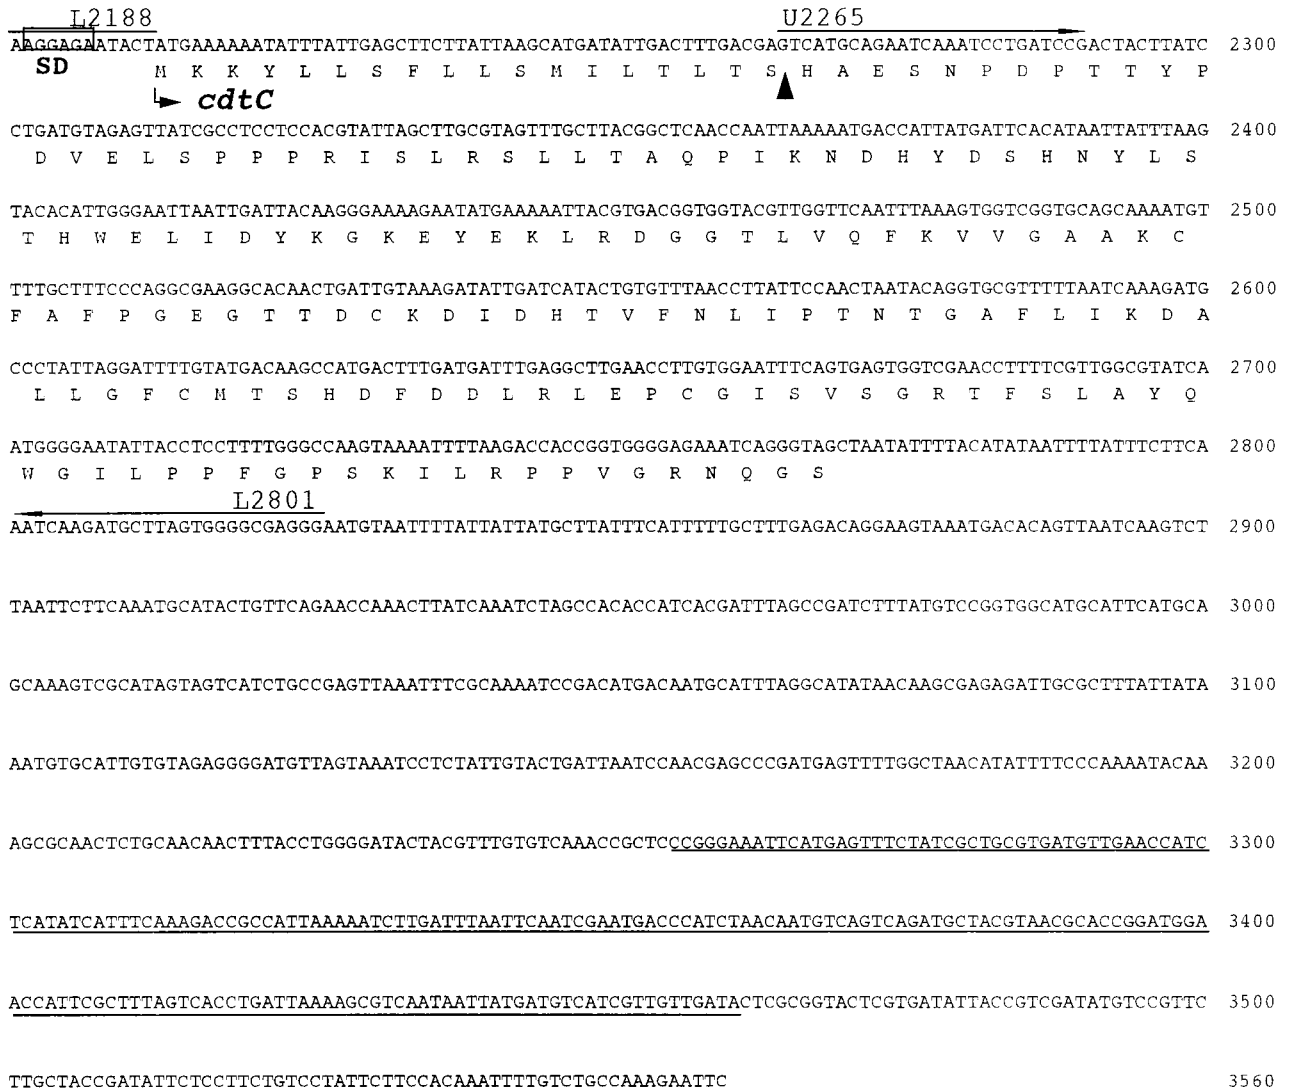 L2188 U2265
AAGGAGAATACTATGAAAAAATATTTATTGAGCTTCTTATTAAGCATGATATTGACTTTGACGAGTCATGCAGAATCAAATCCTGATCCGACTACTTATC 2300
SD M K K Y L L S F L L S M I L T L T S H A E S N P D P T T Y P
cdtC
CTGATGTAGAGTTATCGCCTCCTCCACGTATTAGCTTGCGTAGTTTGCTTACGGCTCAACCAATTAAAAATGACCATTATGATTCACATAATTATTTAAG 2400
D V E L S P P P R I S L R S L L T A Q P I K N D H Y D S H N Y L S
TACACATTGGGAATTAATTGATTACAAGGGAAAAGAATATGAAAAATTACGTGACGGTGGTACGTTGGTTCAATTTAAAGTGGTCGGTGCAGCAAAATGT 2500
T H W E L I D Y K G K E Y E K L R D G G T L V Q F K V V G A A K C
TTTGCTTTCCCAGGCGAAGGCACAACTGATTGTAAAGATATTGATCATACTGTGTTTAACCTTATTCCAACTAATACAGGTGCGTTTTTAATCAAAGATG 2600
F A F P G E G T T D C K D I D H T V F N L I P T N T G A F L I K D A
CCCTATTAGGATTTTGTATGACAAGCCATGACTTTGATGATTTGAGGCTTGAACCTTGTGGAATTTCAGTGAGTGGTCGAACCTTTTCGTTGGCGTATCA 2700
L L G F C M T S H D F D D L R L E P C G I S V S G R T F S L A Y Q
ATGGGGAATATTACCTCCTTTTGGGCCAAGTAAAATTTTAAGACCACCGGTGGGGAGAAATCAGGGTAGCTAATATTTTACATATAATTTTATTTCTTCA 2800
W G I L P P F G P S K I L R P P V G R N Q G S
L2801
AATCAAGATGCTTAGTGGGGCGAGGGAATGTAATTTTATTATTATGCTTATTTCATTTTTGCTTTGAGACAGGAAGTAAATGACACAGTTAATCAAGTCT 2900
TAATTCTTCAAATGCATACTGTTCAGAACCAAACTTATCAAATCTAGCCACACCATCACGATTTAGCCGATCTTTATGTCCGGTGGCATGCATTCATGCA 3000
GCAAAGTCGCATAGTAGTCATCTGCCGAGTTAAATTTCGCAAAATCCGACATGACAATGCATTTAGGCATATAACAAGCGAGAGATTGCGCTTTATTATA 3100
AATGTGCATTGTGTAGAGGGGATGTTAGTAAATCCTCTATTGTACTGATTAATCCAACGAGCCCGATGAGTTTTGGCTAACATATTTTCCCAAAATACAA 3200
AGCGCAACTCTGCAACAACTTTACCTGGGGATACTACGTTTGTGTCAAACCGCTCCCGGGAAATTCATGAGTTTCTATCGCTGCGTGATGTTGAACCATC 3300
TCATATCATTTCAAAGACCGCCATTAAAAATCTTGATTTAATTCAATCGAATGACCCATCTAACAATGTCAGTCAGATGCTACGTAACGCACCGGATGGA 3400
ACCATTCGCTTTAGTCACCTGATTAAAAGCGTCAATAATTATGATGTCATCGTTGTTGATACTCGCGGTACTCGTGATATTACCGTCGATATGTCCGTTC 3500
TTGCTACCGATATTCTCCTTCTGTCCTATTCTTCCACAAATTTTGTCTGCCAAAGAATTC 3560